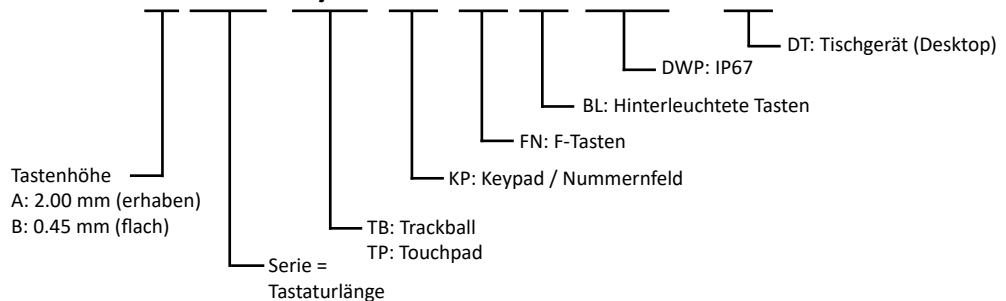 DT: Tischgerät (Desktop)
DWP: IP67
BL: Hinterleuchtete Tasten
FN: F-Tasten
KP: Keypad / Nummernfeld
Tastenhöhe
A: 2.00 mm (erhaben)
B: 0.45 mm (flach)
TB: Trackball
TP: Touchpad
Serie =
Tastaturlänge